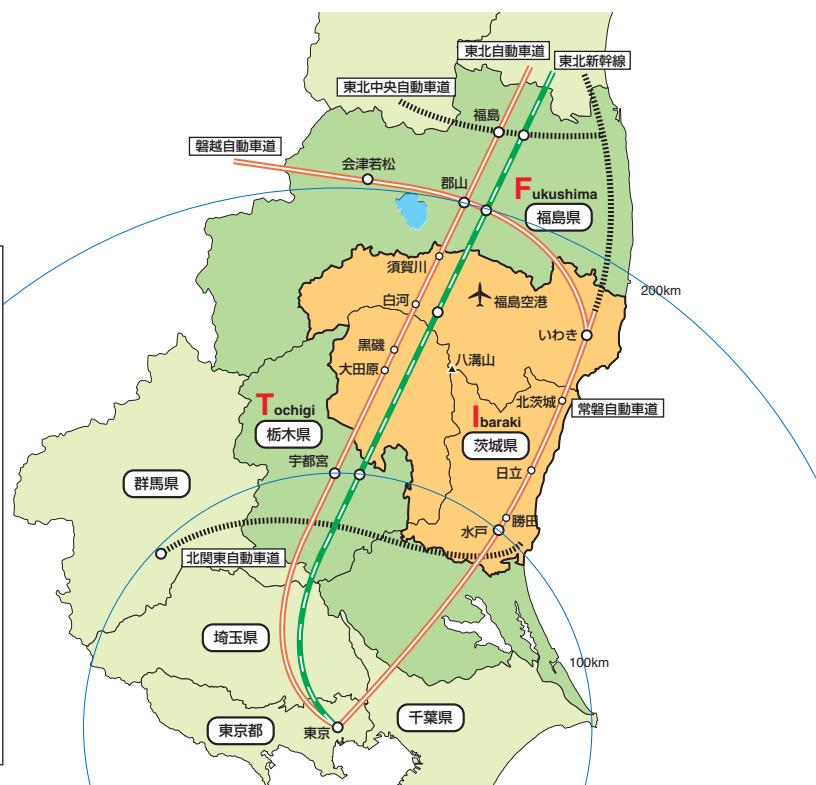 東北自動車道
東北新幹線
東北中央自動車道
福島
磐越自動車道
会津若松
郡山
Fukushima
福島県
須賀川
200km
白河
福島空港
いわき
黒磯
八溝山
大田原
北茨城
常磐自動車道
Tochigi
栃木県
Ibaraki
茨城県
宇都宮
日立
群馬県
勝田
水戸
北関東自動車道
埼玉県
100km
千葉県
東京都
東京